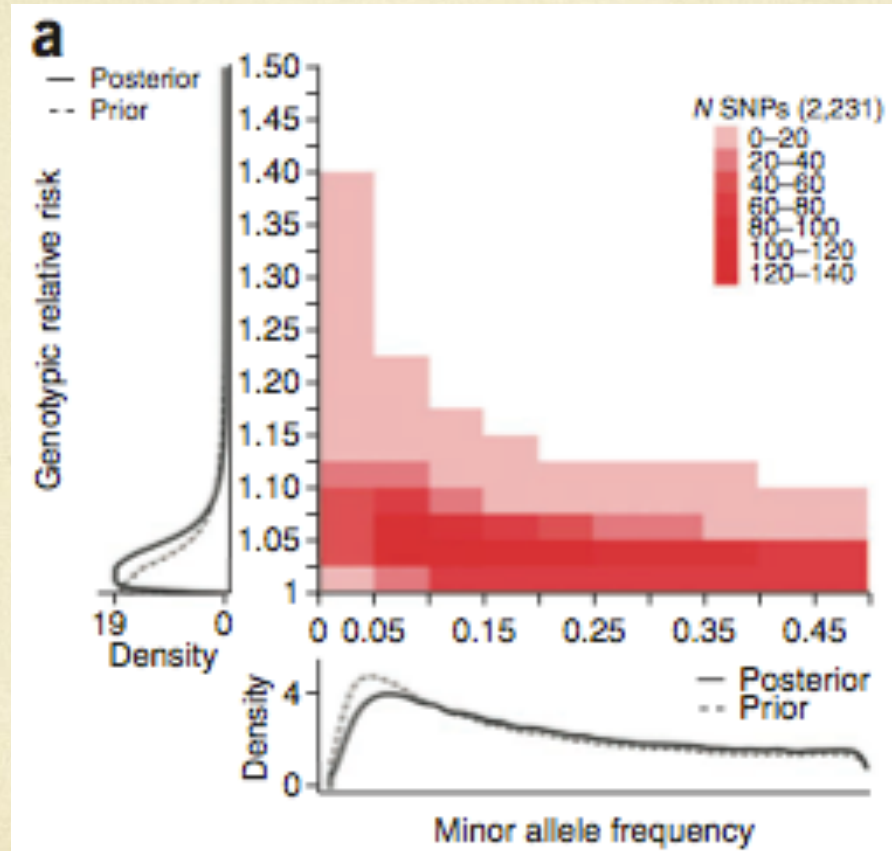 a
Posterior
Prior
Genotypic relative risk
1.50
1.45
1.40
1.35
1.30
1.25
1.20
1.15
1.10
1.05
1
N SNPs (2,231)
0–20
20–40
40–60
60–80
80–100
100–120
120–140
19 0
Density
0 0.05 0.15 0.25 0.35 0.45
Density
4
0
Posterior
Prior
Minor allele frequency